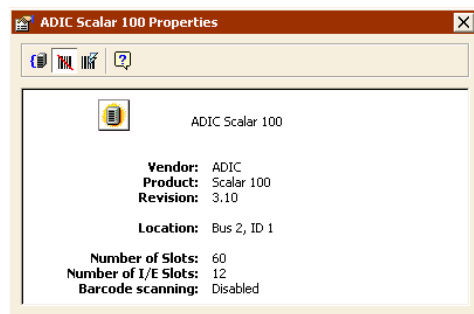 ADIC Scalar 100 Properties
ADIC Scalar 100
Vendor: ADIC
Product: Scalar 100
Revision: 3.10
Location: Bus 2, ID 1
Number of Slots: 60
Number of I/E Slots: 12
Barcode scanning: Disabled